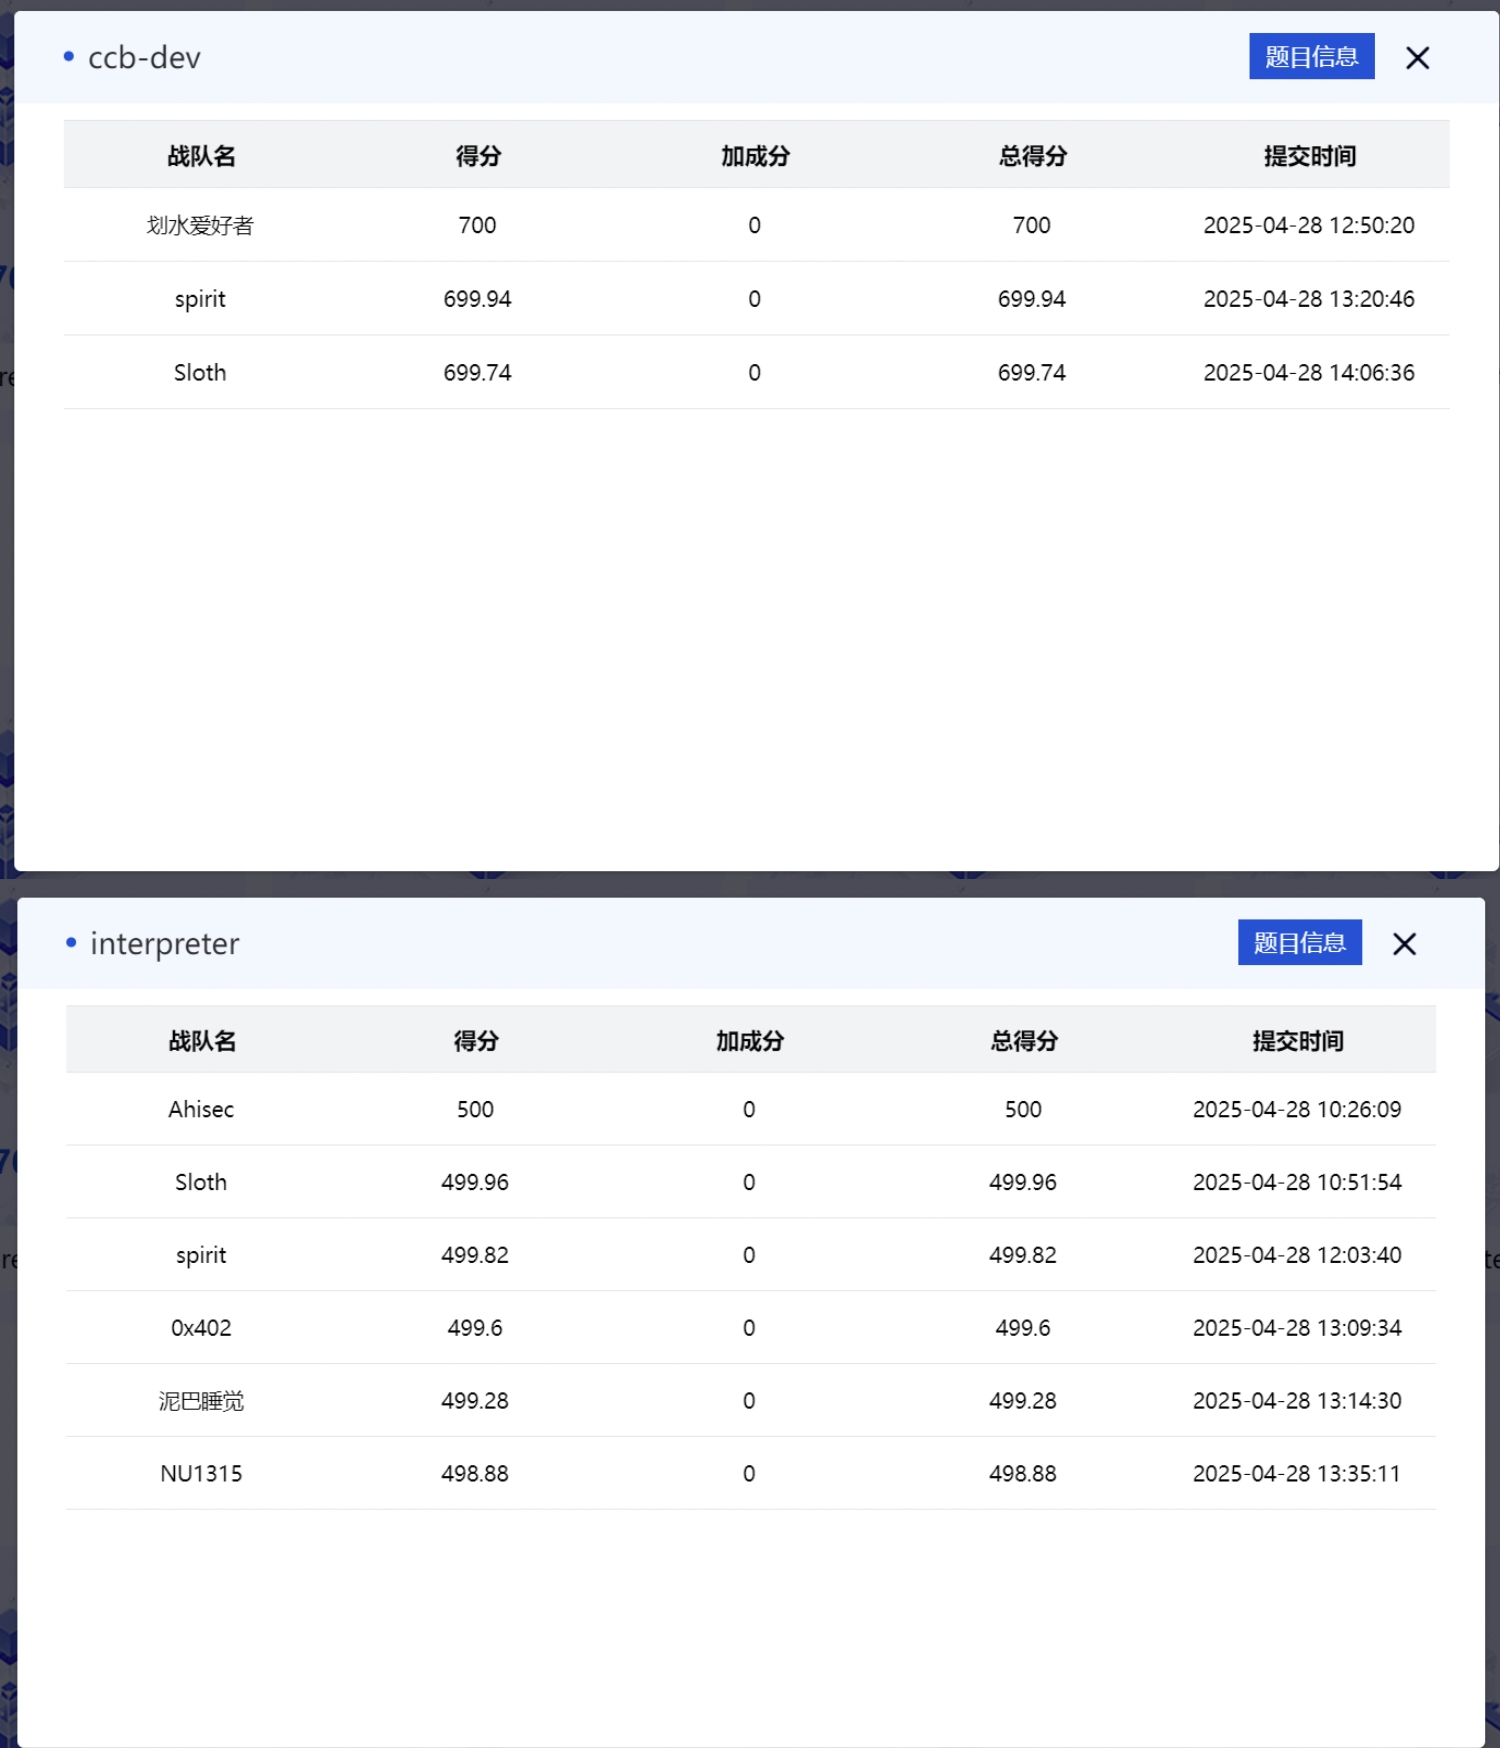 ccb-dev 题目信息
战队名 得分 加成分 总得分 提交时间
划水爱好者 700 0 700 2025-04-28 12:50:20
spirit 699.94 0 699.94 2025-04-28 13:20:46
Sloth 699.74 0 699.74 2025-04-28 14:06:36
interpreter 题目信息
战队名 得分 加成分 总得分 提交时间
Ahisec 500 0 500 2025-04-28 10:26:09
Sloth 499.96 0 499.96 2025-04-28 10:51:54
spirit 499.82 0 499.82 2025-04-28 12:03:40
0x402 499.6 0 499.6 2025-04-28 13:09:34
泥巴睡觉 499.28 0 499.28 2025-04-28 13:14:30
NU1315 498.88 0 498.88 2025-04-28 13:35:11